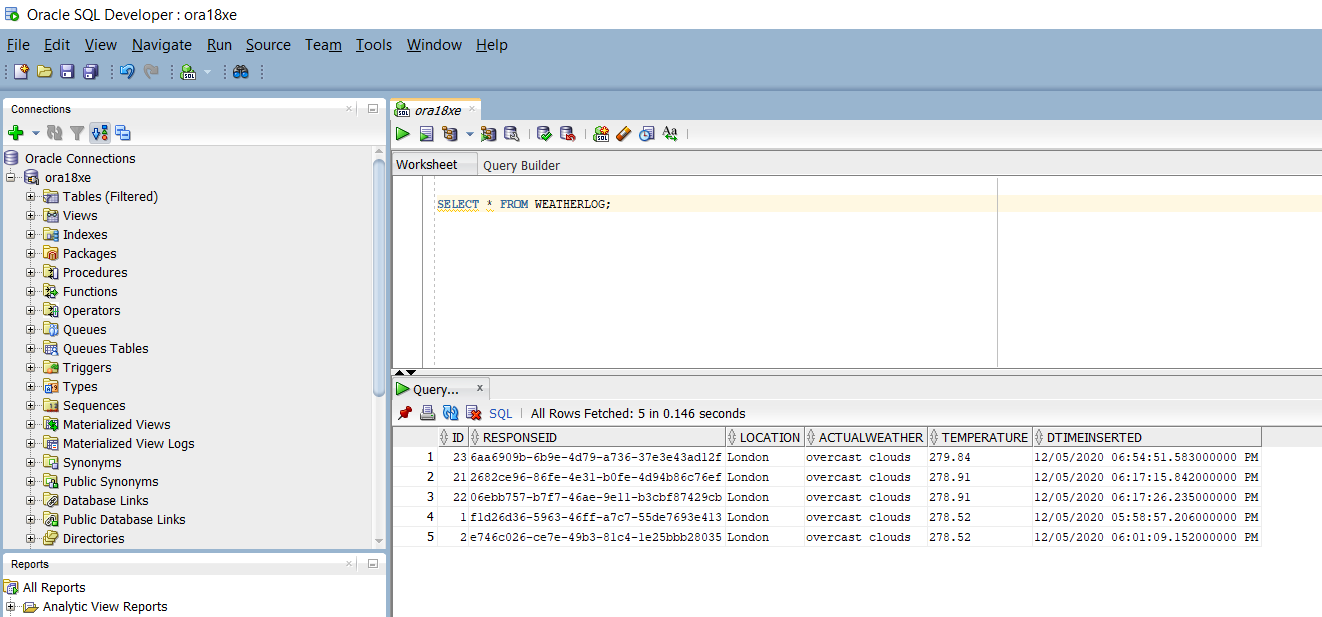 Oracle SQL Developer : ora18xe
File Edit View Navigate Run Source Team Tools Window Help
Connections
Oracle Connections
ora18xe
Tables (Filtered)
Views
Indexes
Packages
Procedures
Functions
Operators
Queues
Queues Tables
Triggers
Types
Sequences
Materialized Views
Materialized View Logs
Synonyms
Public Synonyms
Database Links
Public Database Links
Directories
Reports
All Reports
Analytic View Reports
ora18xe
Worksheet Query Builder
SELECT * FROM WEATHERLOG;
Query...
SQL All Rows Fetched: 5 in 0.146 seconds
ID RESPONSEID LOCATION ACTUALWEATHER TEMPERATURE DTIMEINSERTED
1 23 6aa6909b-6b9e-4d79-a736-37e3e43ad12f London overcast clouds 279.84 12/05/2020 06:54:51.583000000 PM
2 21 2682ce96-86fe-4e31-b0fe-4d94b86c76ef London overcast clouds 278.91 12/05/2020 06:17:15.842000000 PM
3 22 06ebb757-b7f7-46ae-9e11-b3cbf87429cb London overcast clouds 278.91 12/05/2020 06:17:26.235000000 PM
4 1 f1d26d36-5963-46ff-a7c7-55de7693e413 London overcast clouds 278.52 12/05/2020 05:58:57.206000000 PM
5 2 e746c026-ce7e-49b3-81c4-1e25bbb28035 London overcast clouds 278.52 12/05/2020 06:01:09.152000000 PM